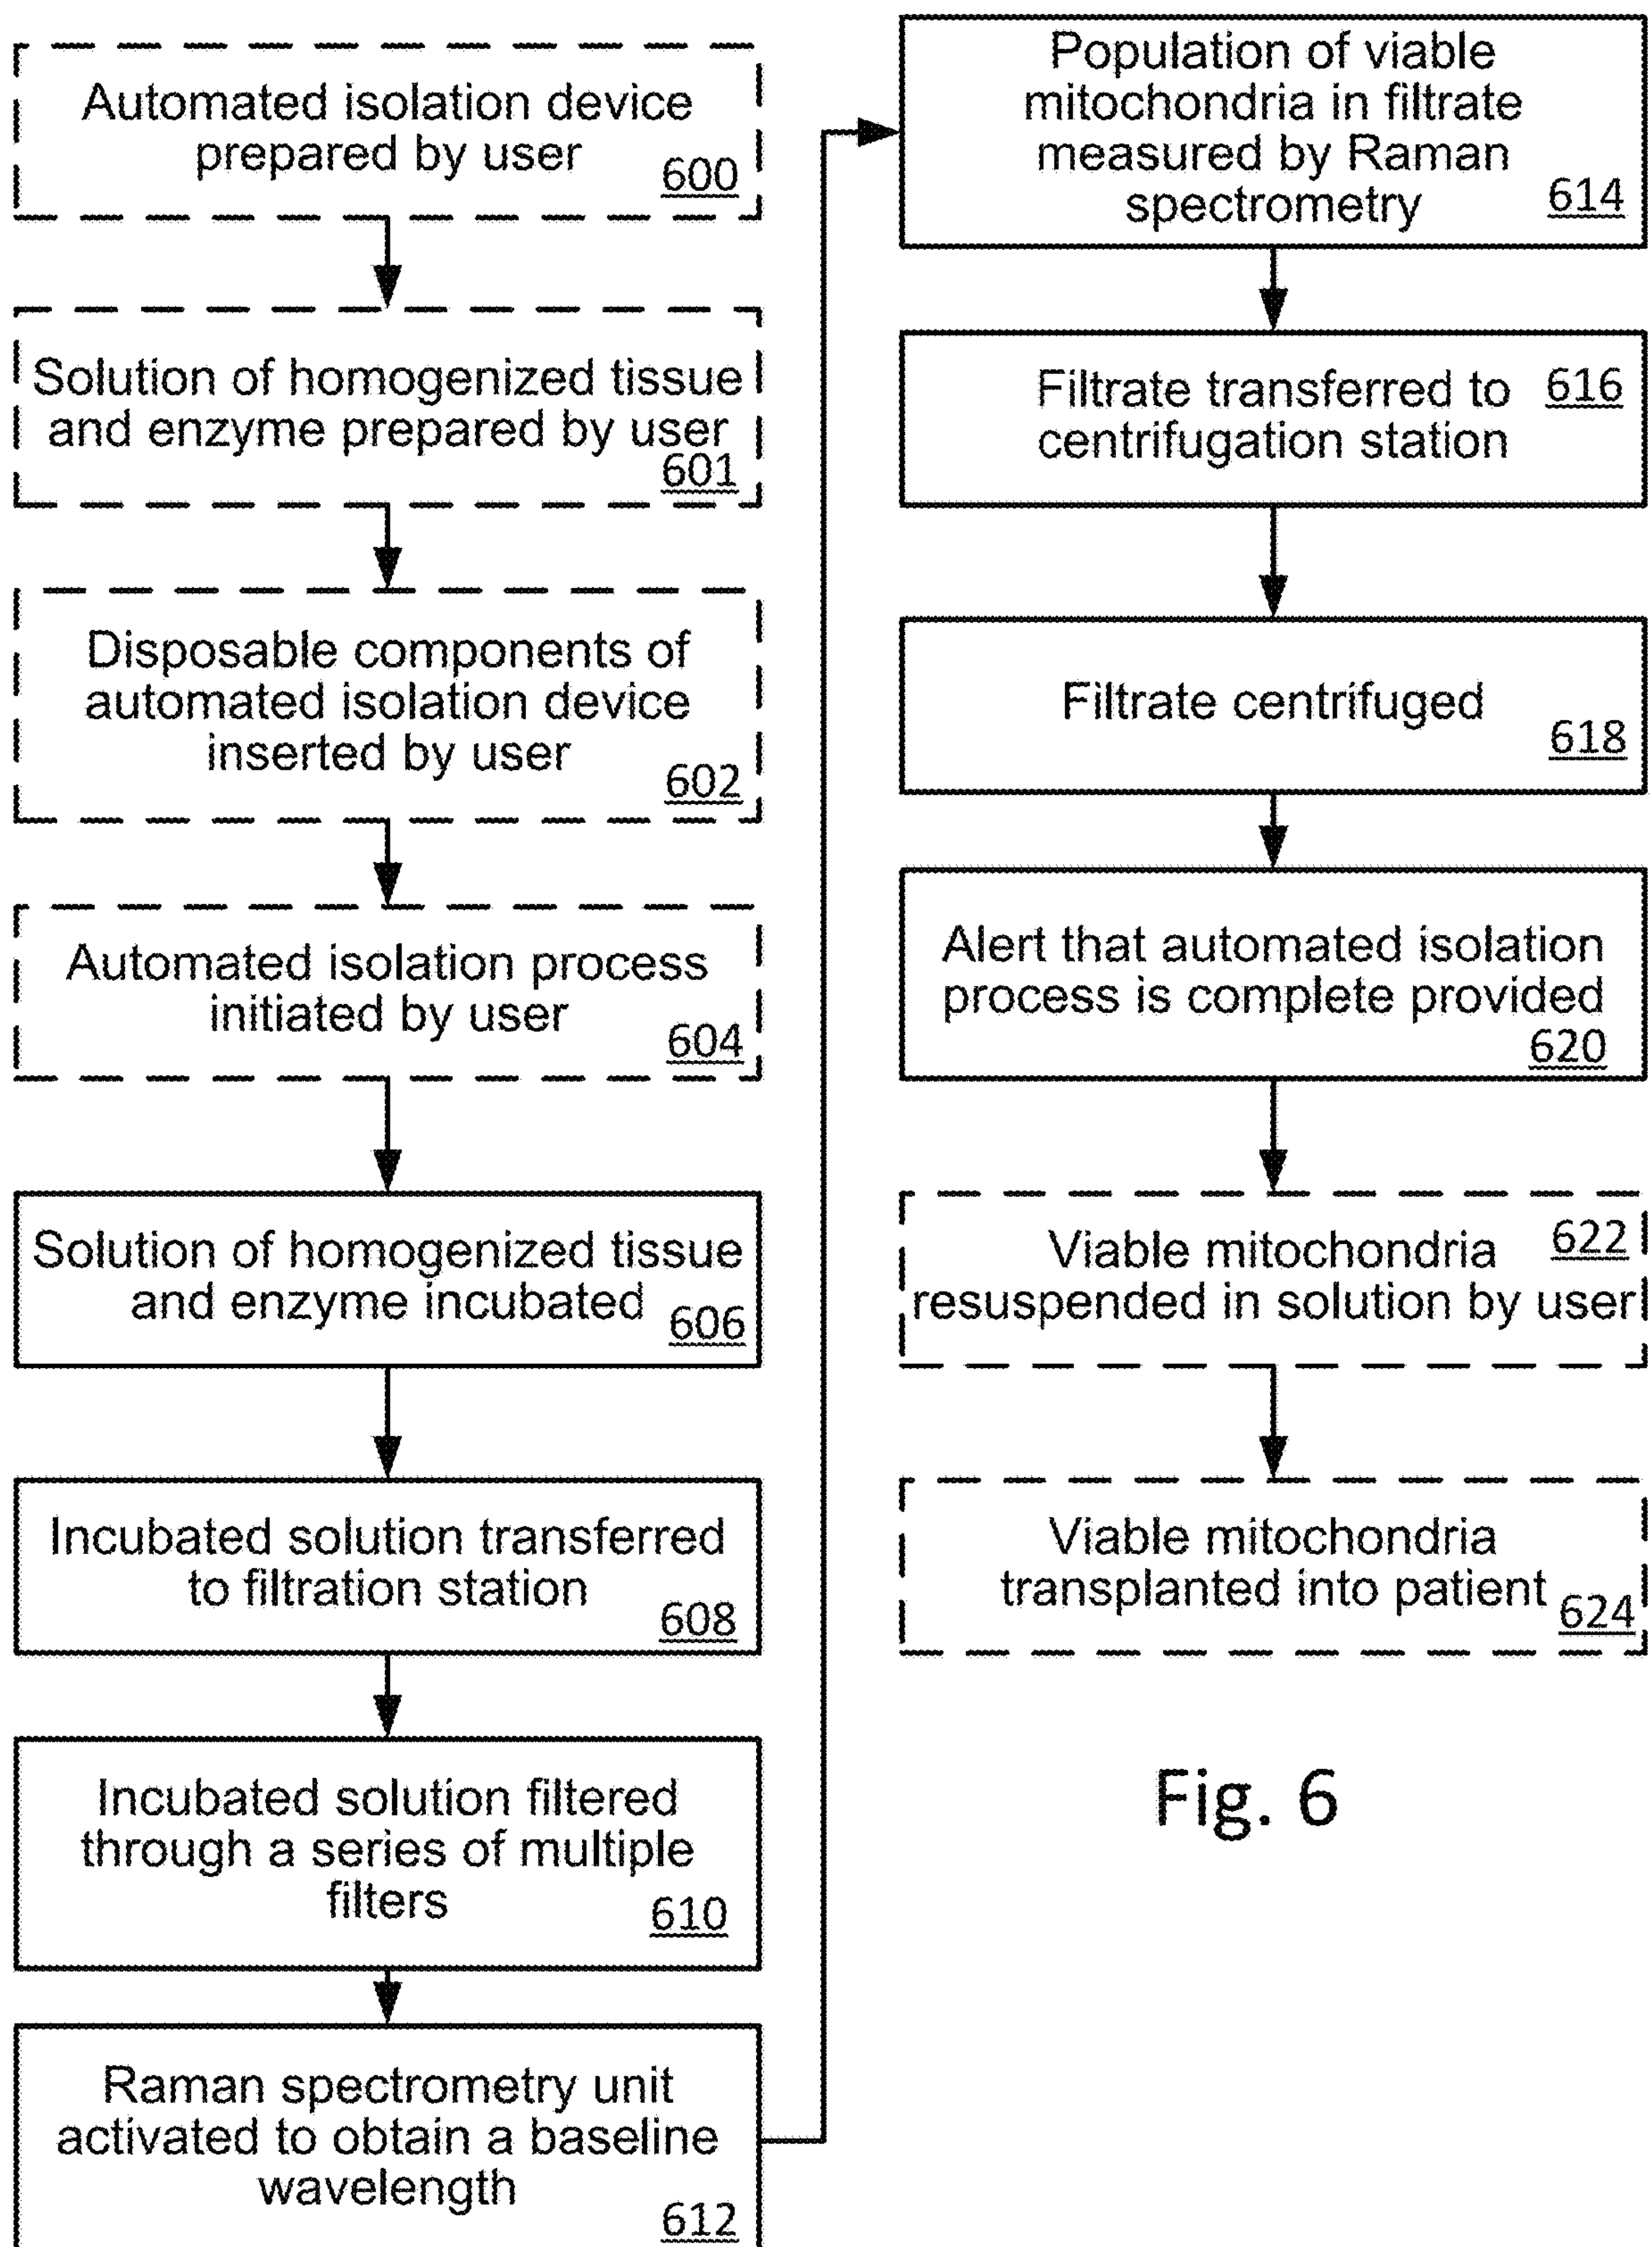 Automated isolation device
prepared by user
600
Solution of homogenized tissue
and enzyme prepared by user
601
Disposable components of
automated isolation device
inserted by user
602
Automated isolation process
initiated by user
604
Solution of homogenized tissue
and enzyme incubated
606
Incubated solution transferred
to filtration station
608
Incubated solution filtered
through a series of multiple
filters
610
Raman spectrometry unit
activated to obtain a baseline
wavelength
612
Population of viable
mitochondria in filtrate
measured by Raman
spectrometry
614
Filtrate transferred to
centrifugation station
616
Filtrate centrifuged
618
Alert that automated isolation
process is complete provided
620
Viable mitochondria
resuspended in solution by user
622
Viable mitochondria
transplanted into patient
624
Fig. 6